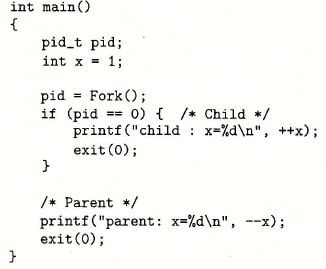 int main()
{
    pid_t pid;
    int x = 1;

    pid = Fork();
    if (pid == 0) {  /* Child */
        printf("child : x=%d\n", ++x);
        exit(0);
    }

    /* Parent */
    printf("parent: x=%d\n", --x);
    exit(0);
}